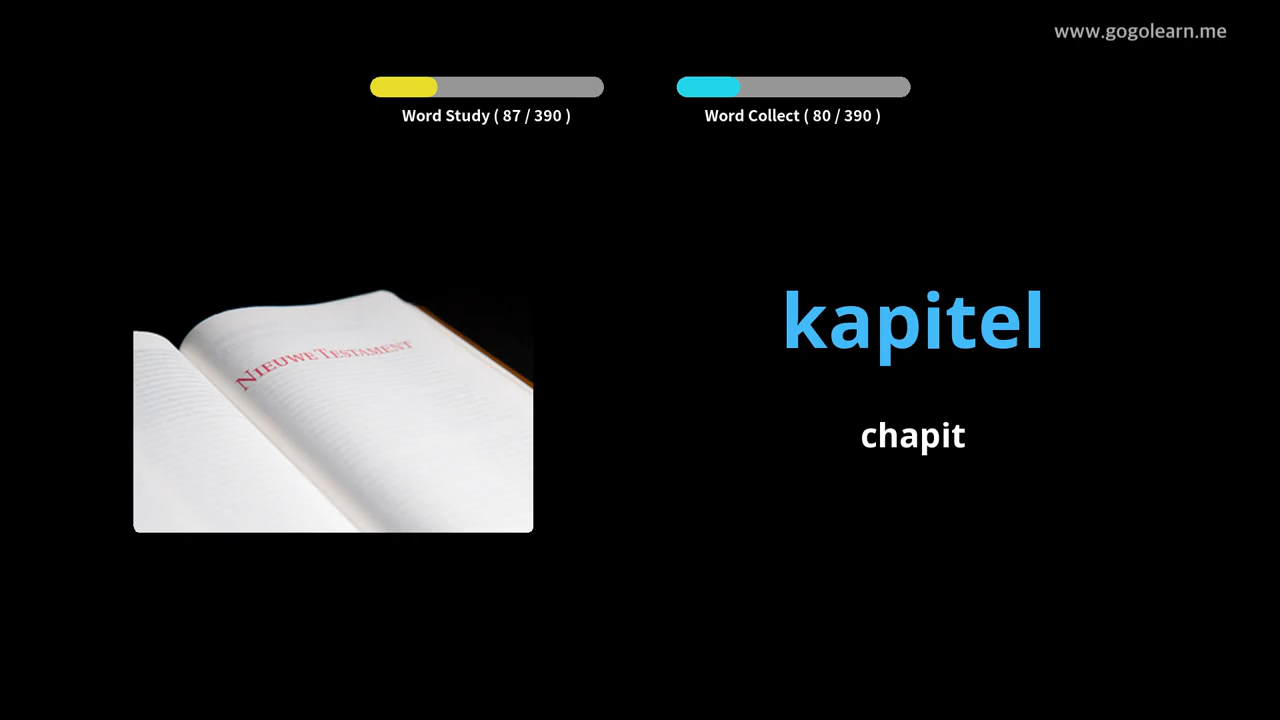 www.gogolearn.me
Word Study ( 87 / 390 )
Word Collect ( 80 / 390 )
NIEUWE TESTAMENT
kapitel
chapit